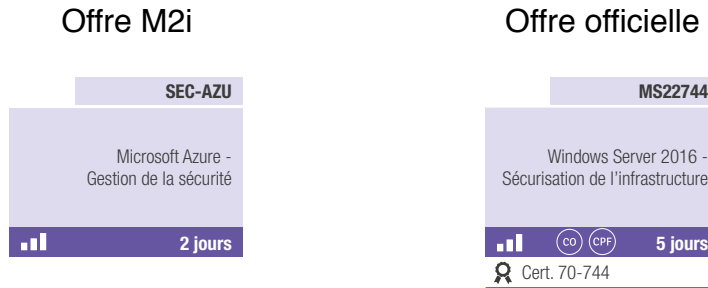 Offre M2i
SEC-AZU
Microsoft Azure -
Gestion de la sécurité
2 jours
Offre officielle
MS22744
Windows Server 2016 -
Sécurisation de l'infrastructure
CO CPF 5 jours
Cert. 70-744